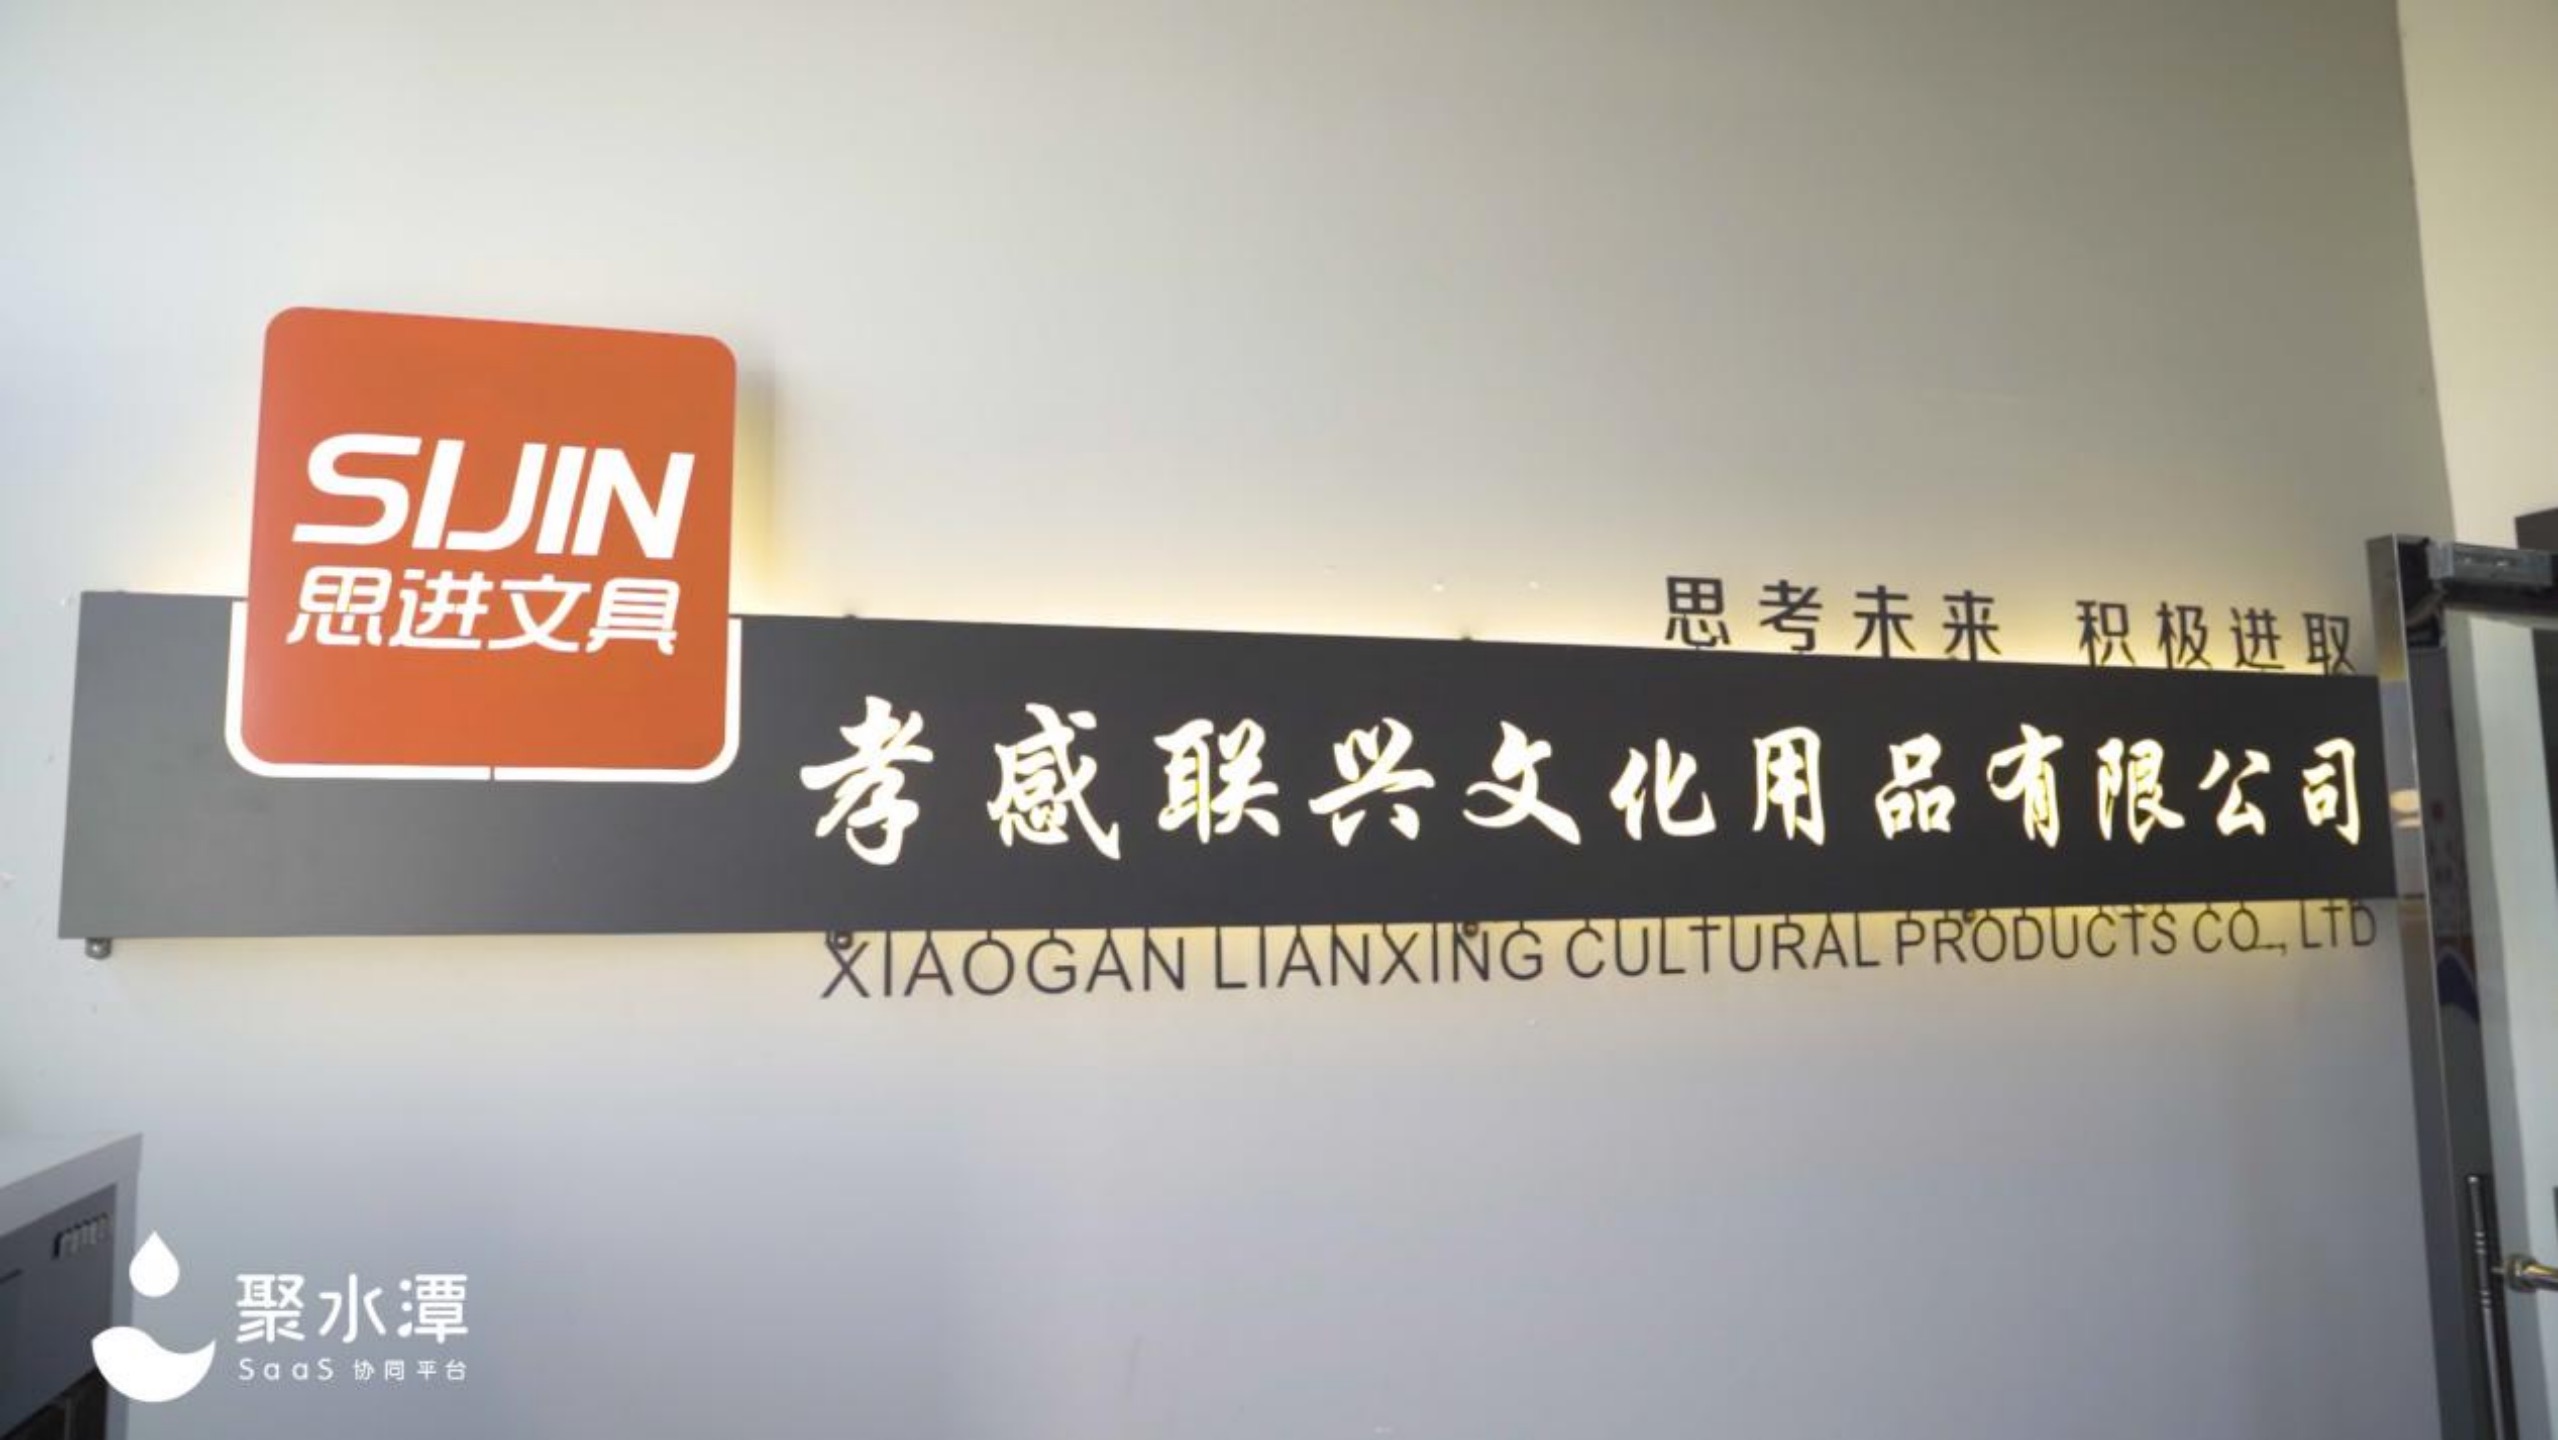 SIJIN
思进文具
思考未来 积极进取
孝感联兴文化用品有限公司
XIAOGAN LIANXING CULTURAL PRODUCTS CO., LTD
聚水潭
SaaS 协同平台